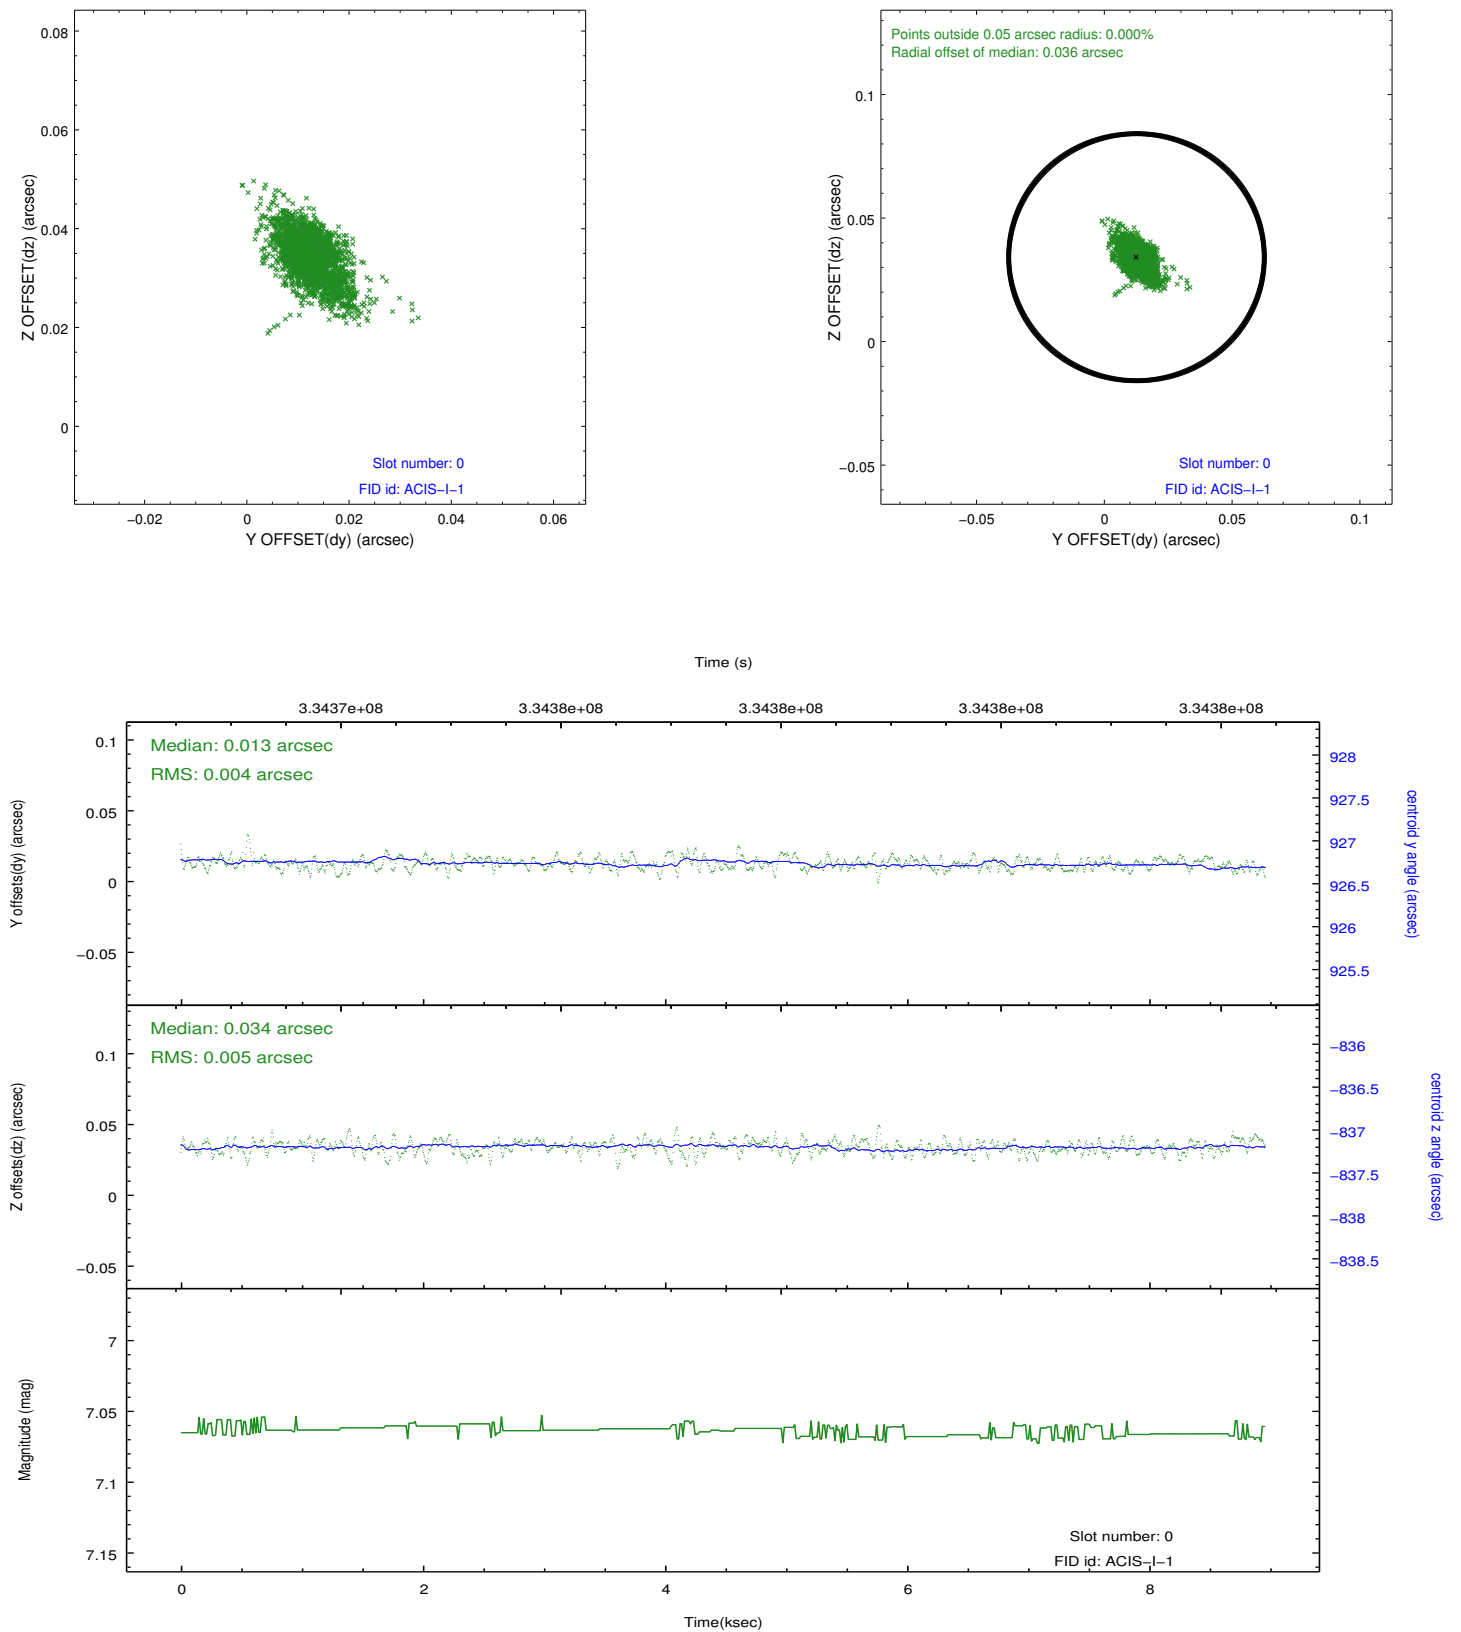 0.08
0.06
0.04
0.02
0
Z OFFSET(dz) (arcsec)
Slot number: 0
FID id: ACIS−I−1
−0.02
0
0.02
0.04
0.06
Y OFFSET(dy) (arcsec)
Points outside 0.05 arcsec radius: 0.000%
Radial offset of median: 0.036 arcsec
0.1
0.05
0
−0.05
Z OFFSET(dz) (arcsec)
Slot number: 0
FID id: ACIS−I−1
−0.05
0
0.05
0.1
Y OFFSET(dy) (arcsec)
Time (s)
3.3437e+08
3.3438e+08
3.3438e+08
3.3438e+08
3.3438e+08
Median: 0.013 arcsec
RMS: 0.004 arcsec
0.1
0.05
0
−0.05
Y offsets(dy) (arcsec)
928
927.5
927
926.5
926
925.5
centroid y angle (arcsec)
Median: 0.034 arcsec
RMS: 0.005 arcsec
0.1
0.05
0
−0.05
Z offsets(dz) (arcsec)
−836
−836.5
−837
−837.5
−838
−838.5
centroid z angle (arcsec)
7
7.05
7.1
7.15
Magnitude (mag)
Slot number: 0
FID id: ACIS−I−1
0
2
4
6
8
Time(ksec)